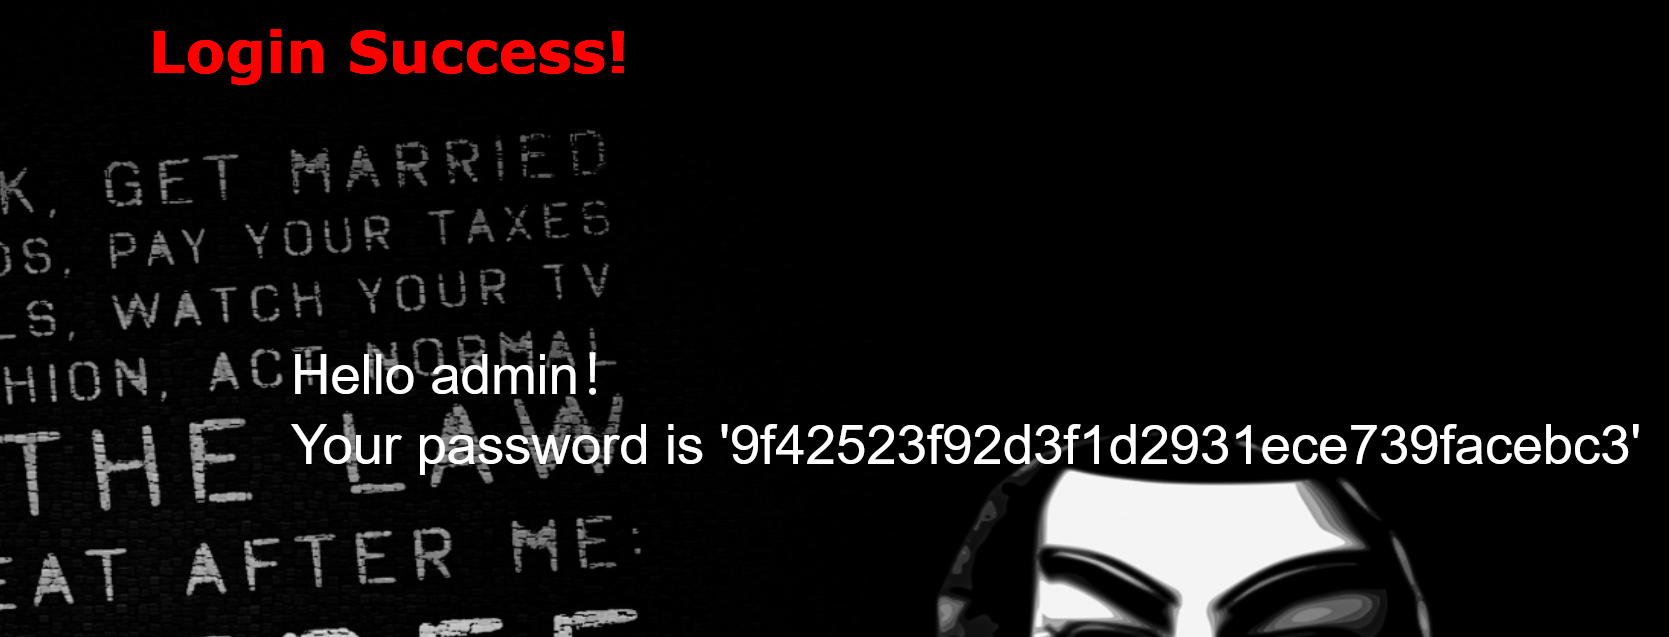 Login Success!
K, GET MARRIED
S, PAY YOUR TAXES
LS, WATCH YOUR TV
HION, ACT NORMAL
Hello admin!
THE LAW
Your password is '9f42523f92d3f1d2931ece739facebc3'
EAT AFTER ME: